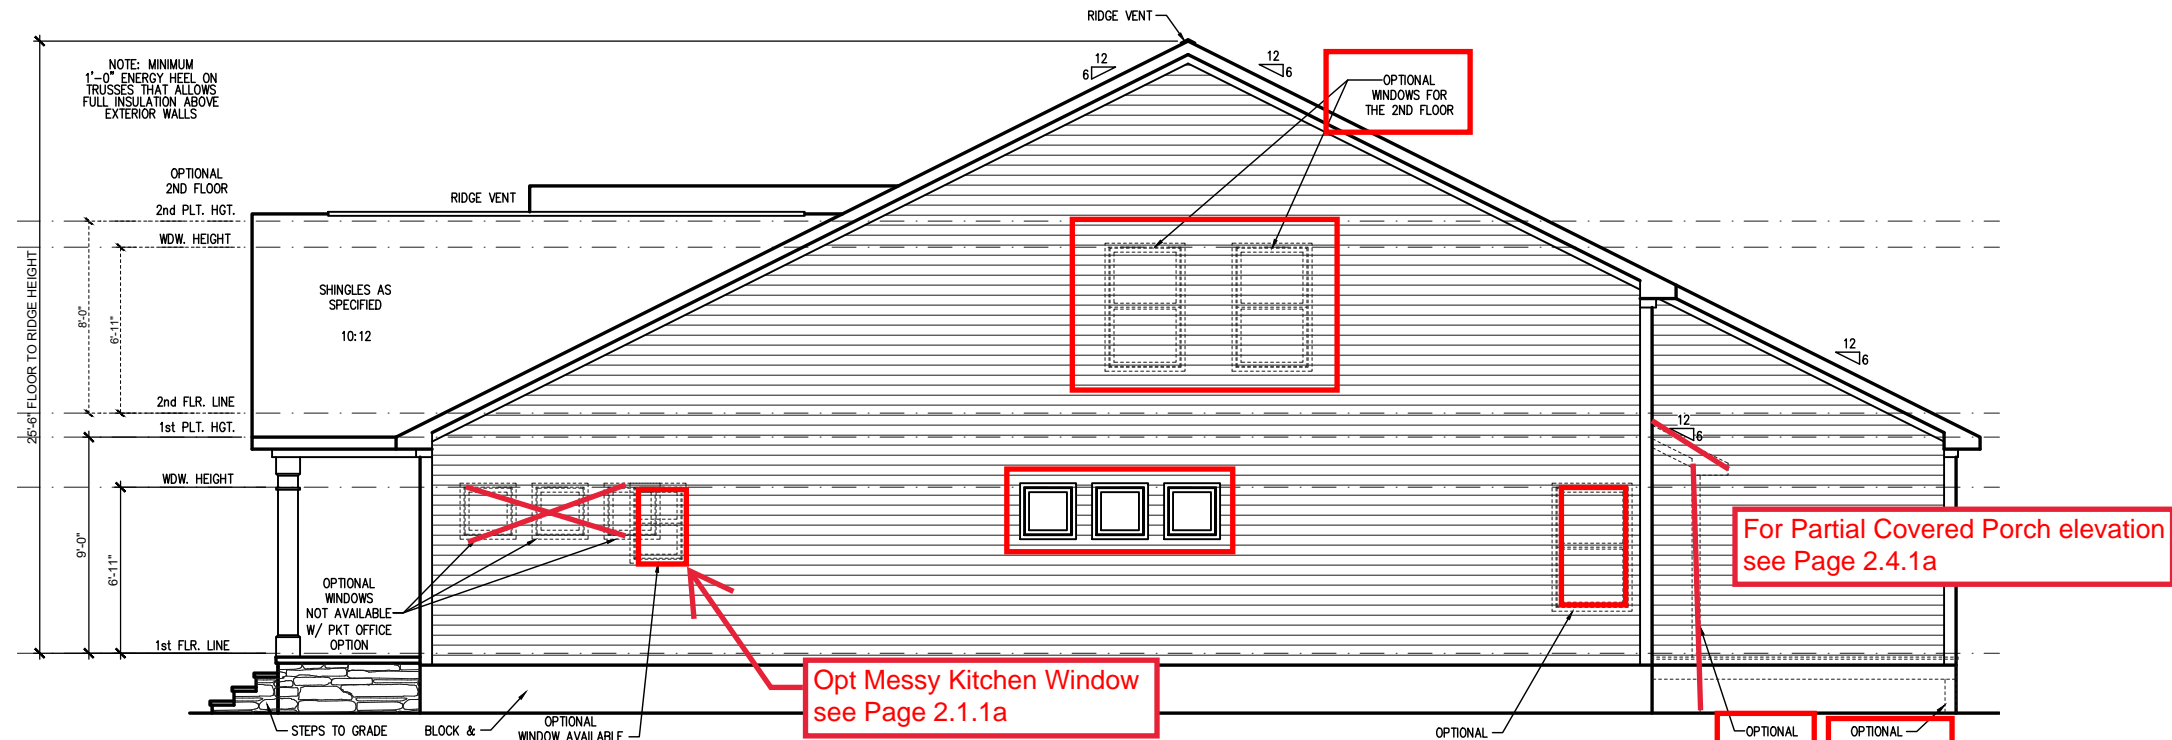 RIDGE VENT
NOTE: MINIMUM
1'-0" ENERGY HEEL ON
TRUSSES THAT ALLOWS
FULL INSULATION ABOVE
EXTERIOR WALLS
12
6
12
6
OPTIONAL
WINDOWS FOR
THE 2ND FLOOR
OPTIONAL
2ND FLOOR
2nd PLT. HGT.
RIDGE VENT
WDW. HEIGHT
25'-6" FLOOR TO RIDGE HEIGHT
8'-0"
6'-11"
SHINGLES AS
SPECIFIED
10:12
12
6
2nd FLR. LINE
1st PLT. HGT.
12
6
WDW. HEIGHT
9'-0"
6'-11"
For Partial Covered Porch elevation
see Page 2.4.1a
OPTIONAL
WINDOWS
NOT AVAILABLE
W/ PKT OFFICE
OPTION
1st FLR. LINE
Opt Messy Kitchen Window
see Page 2.1.1a
STEPS TO GRADE
BLOCK &
OPTIONAL
WINDOW AVAILABLE
OPTIONAL
OPTIONAL
OPTIONAL